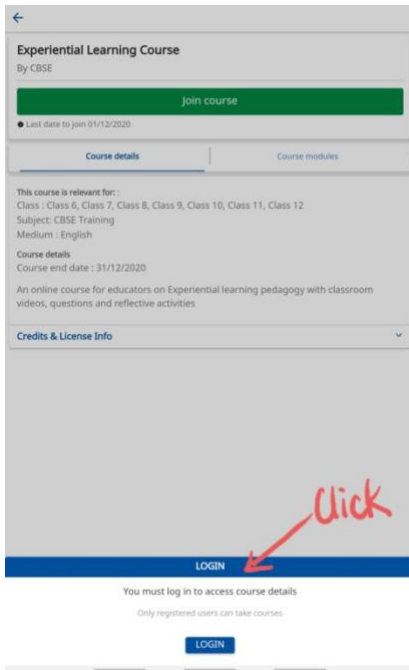 Experiential Learning Course
By CBSE
Join course
Last date to join 01/12/2020
Course details
Course modules
This course is relevant for: :
Class : Class 6, Class 7, Class 8, Class 9, Class 10, Class 11, Class 12
Subject: CBSE Training
Medium : English
Course details
Course end date : 31/12/2020
An online course for educators on Experiential learning pedagogy with classroom
videos, questions and reflective activities
Credits & License Info
Click
LOGIN
You must log in to access course details
Only registered users can take courses
LOGIN